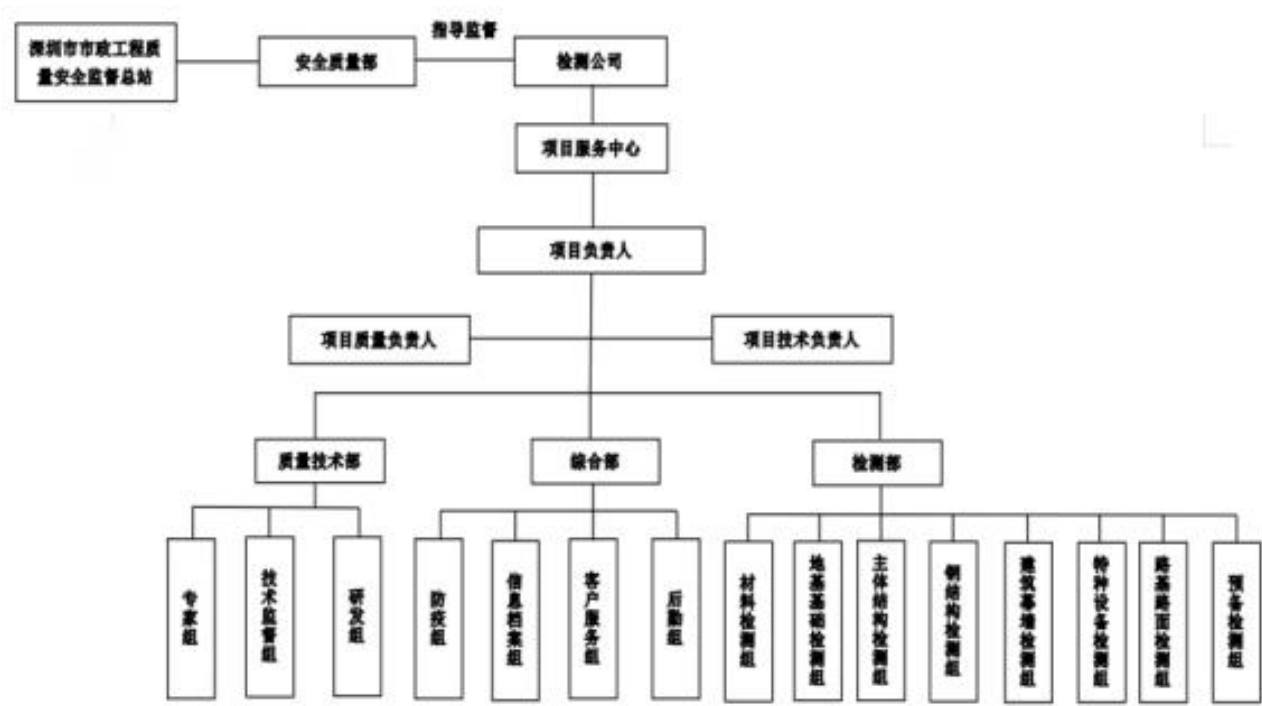 指导监督
深圳市市政工程质
量安全监督总站
安全质量部
检测公司
项目服务中心
项目负责人
项目质量负责人
项目技术负责人
质量技术部
综合部
检测部
专家组
技术监督组
研发组
防疫组
信息档案组
客户服务组
后勤组
材料检测组
地基基础检测组
主体结构检测组
钢结构检测组
建筑幕墙检测组
特种设备检测组
路基路面检测组
预备检测组